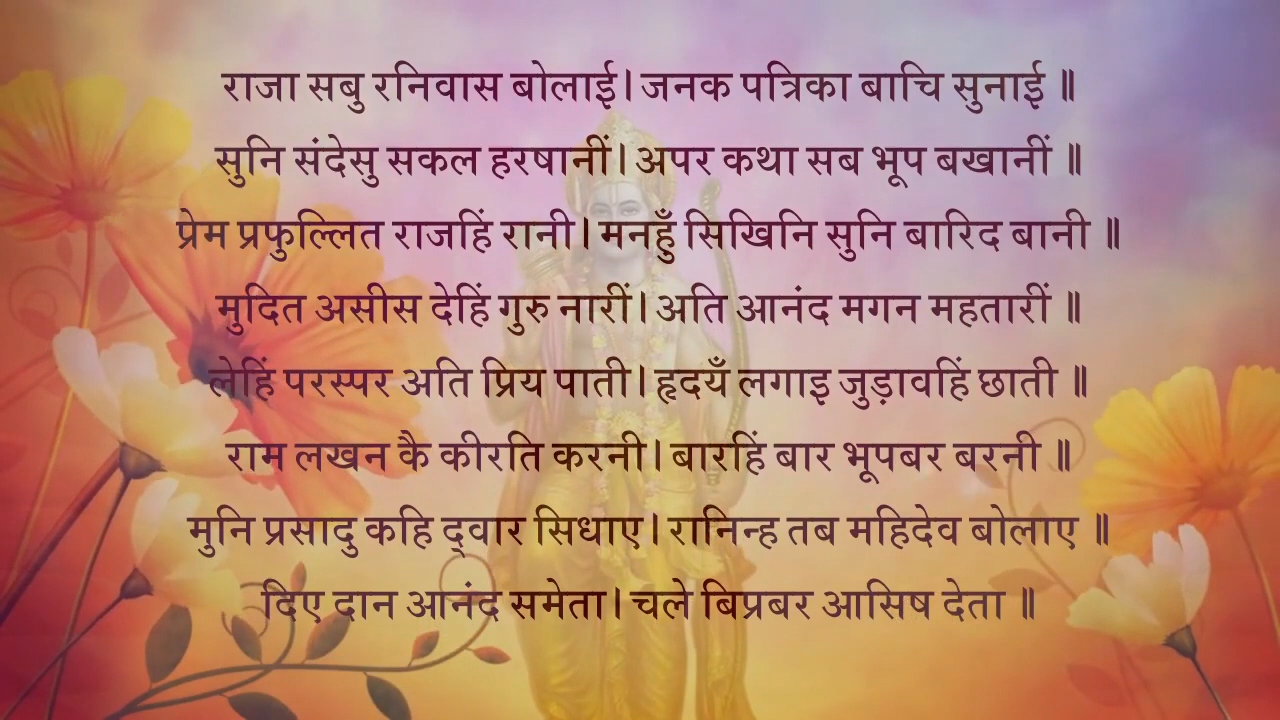 राजा सबु रनिवास बोलाई। जनक पत्रिका बाचि सुनाई ॥
सुनि संदेसु सकल हरषानीं। अपर कथा सब भूप बखानीं ॥
प्रेम प्रफुल्लित राजहिं रानी। मनहुँ सिखिनि सुनि बारिद बानी ॥
मुदित असीस देहिं गुरु नारीं। अति आनंद मगन महतारीं ॥
लेहिं परस्पर अति प्रिय पाती। हृदयँ लगाइ जुड़ावहिं छाती ॥
राम लखन कै कीरति करनी। बारहिं बार भूपबर बरनी ॥
मुनि प्रसादु कहि द्वार सिधाए। रानिन्ह तब महिदेव बोलाए ॥
दिए दान आनंद समेता। चले बिप्रबर आसिष देता ॥